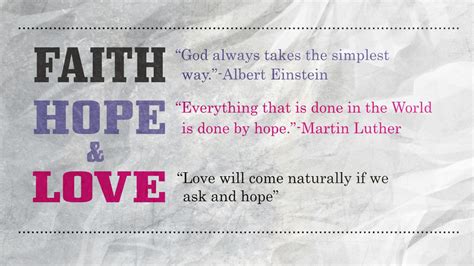 FAITH
“God always takes the simplest
way.”-Albert Einstein
HOPE
“Everything that is done in the World
is done by hope.”-Martin Luther
&
LOVE
“Love will come naturally if we
ask and hope”